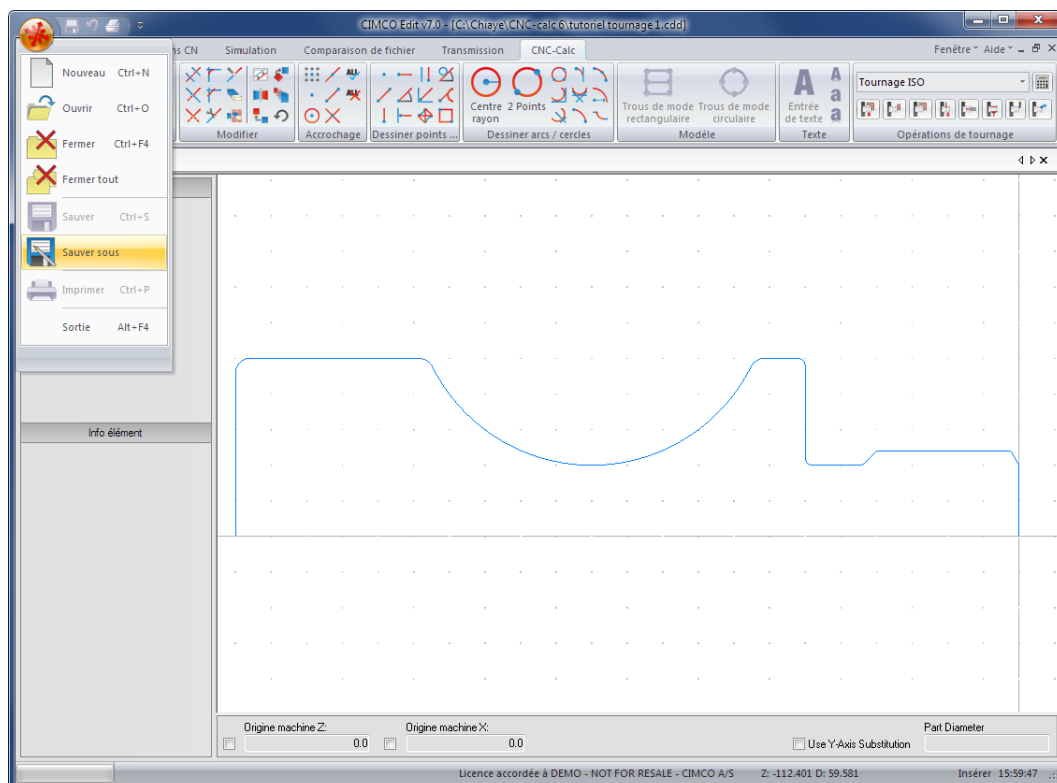 CIMCO Edit v7.0 - [C:\Chiaye\CNC-calc 6\tutoriel tournage 1.cdd]
ns CN Simulation Comparaison de fichier Transmission CNC-Calc Fenêtre Aide
Nouveau Ctrl+N
Ouvrir Ctrl+O
Fermer Ctrl+F4
Fermer tout
Sauver Ctrl+S
Sauver sous
Imprimer Ctrl+P
Sortie Alt+F4
Modifier
Accrochage
Dessiner points ...
Centre rayon
2 Points
Dessiner arcs / cercles
Trous de mode rectangulaire
Trous de mode circulaire
Modèle
A
Entrée de texte
A
a
a
Texte
Tournage ISO
Opérations de tournage
Info élément
Origine machine Z:
0.0
Origine machine X:
0.0
Use Y-Axis Substitution
Part Diameter
Licence accordée à DEMO - NOT FOR RESALE - CIMCO A/S Z: -112.401 D: 59.581 Insérer 15:59:47